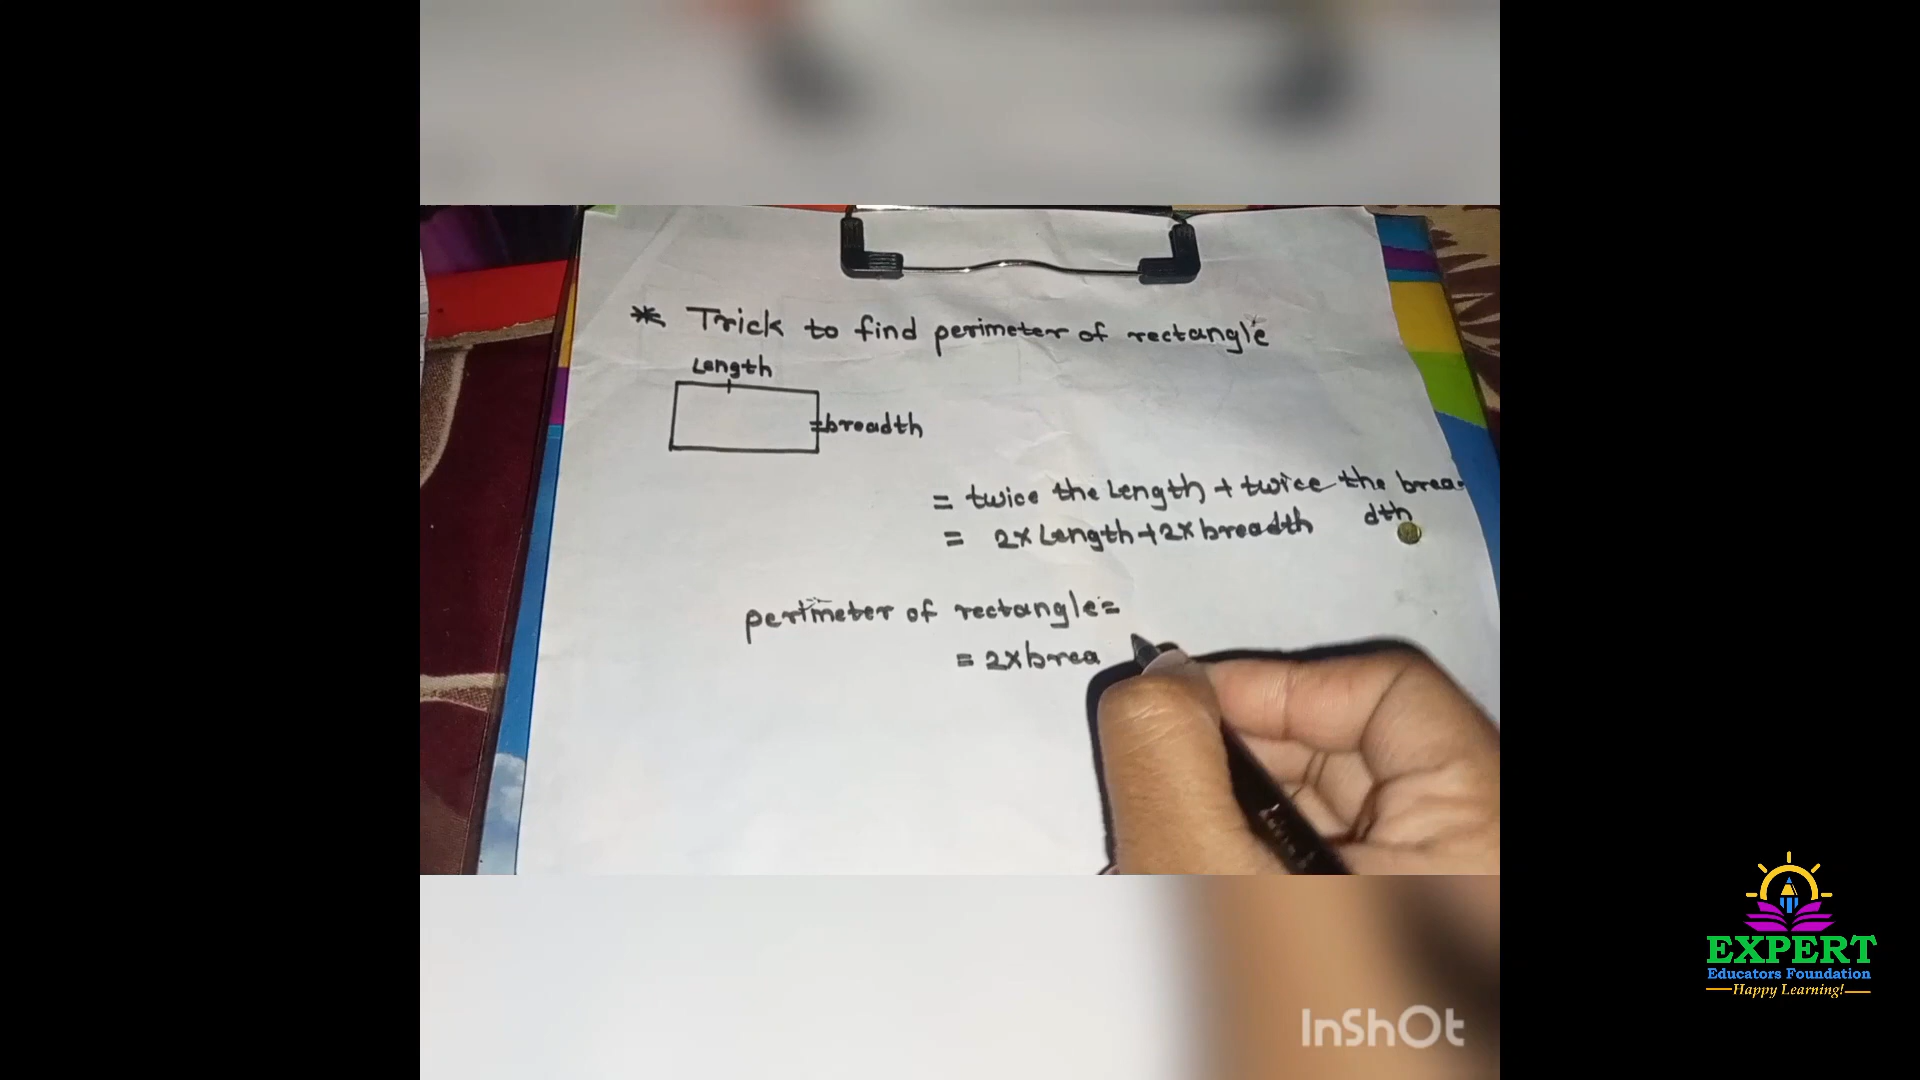 * Trick to find perimeter of rectangle
Length
breadth
= twice the Length + twice the brea-
dth
= 2x Length + 2x breadth
perimeter of rectangle =
= 2x brea
EXPERT
Educators Foundation
Happy Learning!
InShOt